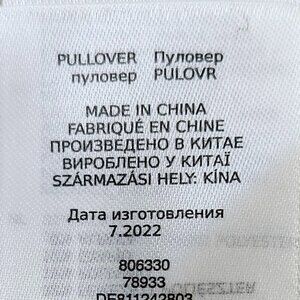 PULLOVER Пуловер
пуловер PULOVR
MADE IN CHINA
FABRIQUÉ EN CHINE
ПРОИЗВЕДЕНО В КИТАЕ
ВИРОБЛЕНО У КИТАЇ
SZÁRMAZÁSI HELY: KÍNA
Дата изготовления
7.2022
806330
78933
DE811242803